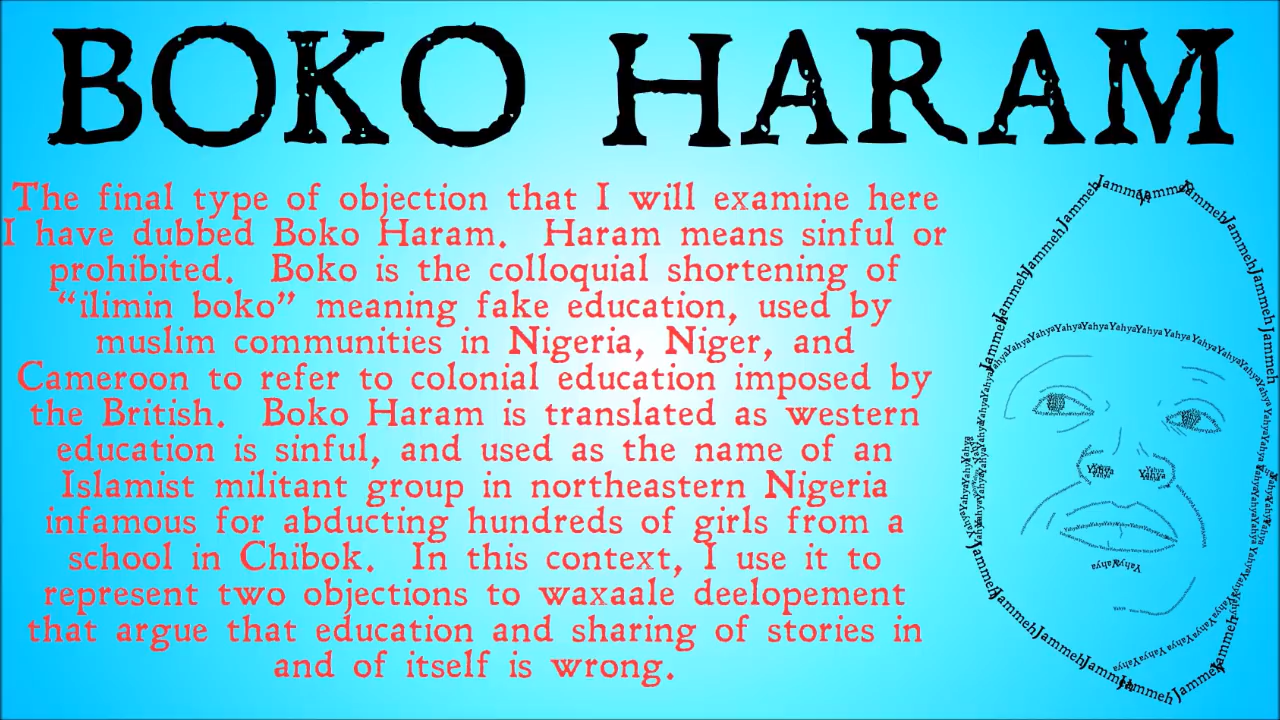 BOKO HARAM
The final type of objection that I will examine here
I have dubbed Boko Haram. Haram means sinful or
prohibited. Boko is the colloquial shortening of
“ilimin boko” meaning fake education, used by
muslim communities in Nigeria, Niger, and
Cameroon to refer to colonial education imposed by
the British. Boko Haram is translated as western
education is sinful, and used as the name of an
Islamist militant group in northeastern Nigeria
infamous for abducting hundreds of girls from a
school in Chibok. In this context, I use it to
represent two objections to waxaale deelopement
that argue that education and sharing of stories in
and of itself is wrong.
Jammeh
Yahya